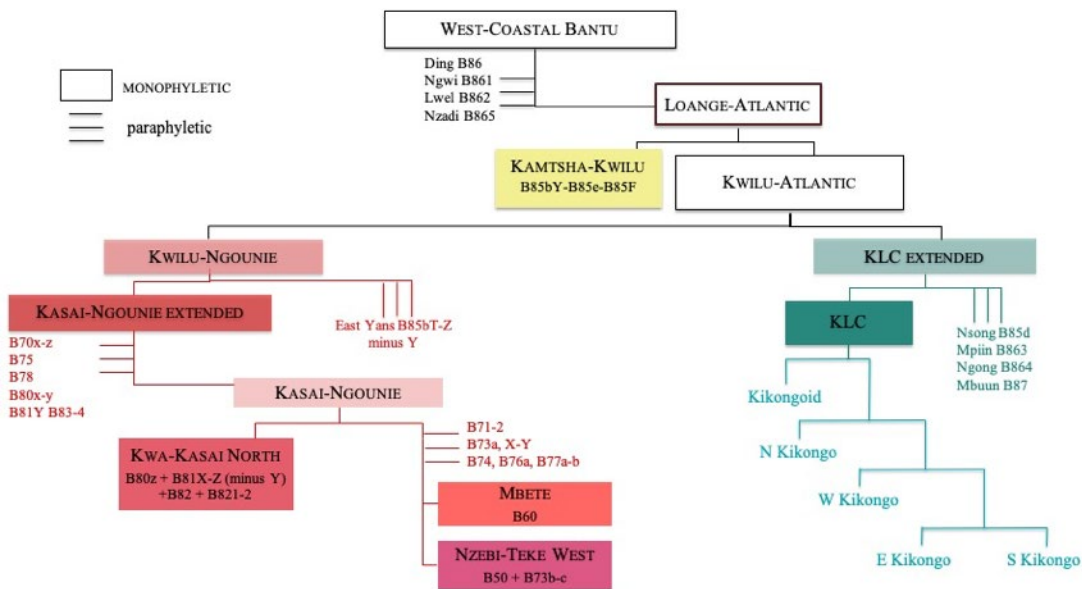 WEST-COASTAL BANTU
Ding B86
Ngwi B861
Lwel B862
Nzadi B865
MONOPHYLETIC
paraphyletic
LOANGE-ATLANTIC
KAMTSHA-KWILU
B85bY-B85e-B85F
KWILU-ATLANTIC
KWILU-NGOUNIE
KLC EXTENDED
KASAI-NGOUNIE EXTENDED
B70x-z
B75
B78
B80x-y
B81Y B83-4
East Yans B85bT-Z
minus Y
KLC
Nsong B85d
Mpiin B863
Ngong B864
Mbuun B87
KASAI-NGOUNIE
Kikongoid
KWA-KASAI NORTH
B80z + B81X-Z (minus Y)
+B82 + B821-2
B71-2
B73a, X-Y
B74, B76a, B77a-b
N Kikongo
MBETE
B60
W Kikongo
NZEBI-TEKE WEST
B50 + B73b-c
E Kikongo
S Kikongo